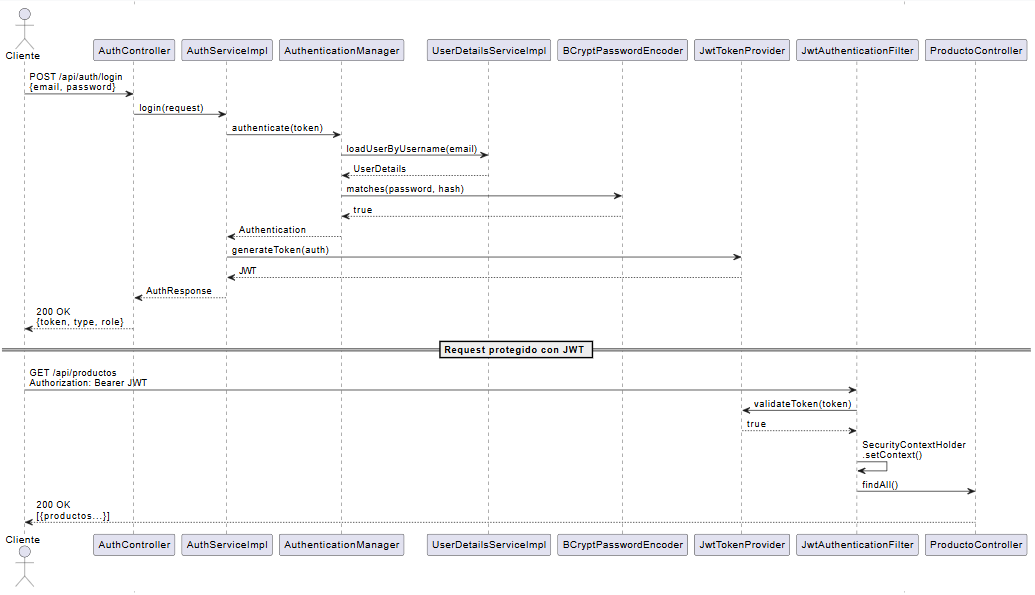 Cliente
AuthController
AuthServiceImpl
AuthenticationManager
UserDetailsServiceImpl
BCryptPasswordEncoder
JwtTokenProvider
JwtAuthenticationFilter
ProductoController
POST /api/auth/login
{email, password}
login(request)
authenticate(token)
loadUserByUsername(email)
UserDetails
matches(password, hash)
true
Authentication
generateToken(auth)
JWT
AuthResponse
200 OK
{token, type, role}
Request protegido con JWT
GET /api/productos
Authorization: Bearer JWT
validateToken(token)
true
SecurityContextHolder
.setContext()
findAll()
200 OK
[{productos...}]
Cliente
AuthController
AuthServiceImpl
AuthenticationManager
UserDetailsServiceImpl
BCryptPasswordEncoder
JwtTokenProvider
JwtAuthenticationFilter
ProductoController